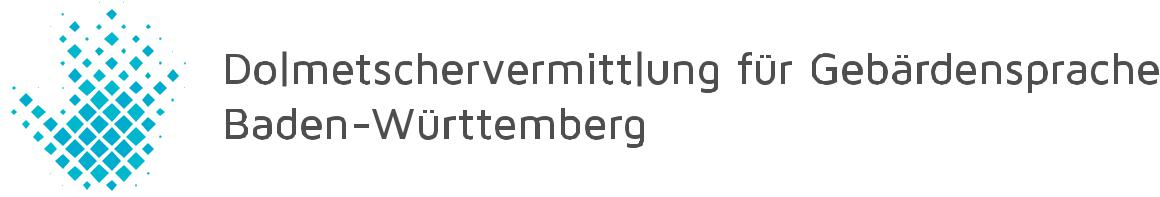 Dolmetschervermittlung für Gebärdensprache
Baden-Württemberg